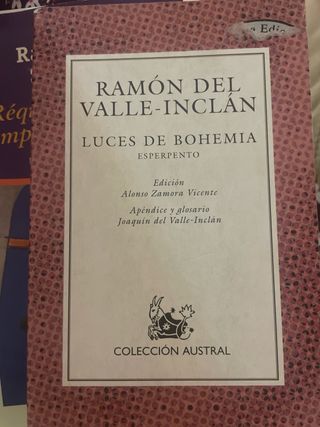 RAMÓN DEL
VALLE-INCLÁN
LUCES DE BOHEMIA
ESPERPENTO
Edición
Alonso Zamora Vicente
Apéndice y glosario
Joaquín del Valle-Inclán
COLECCIÓN AUSTRAL